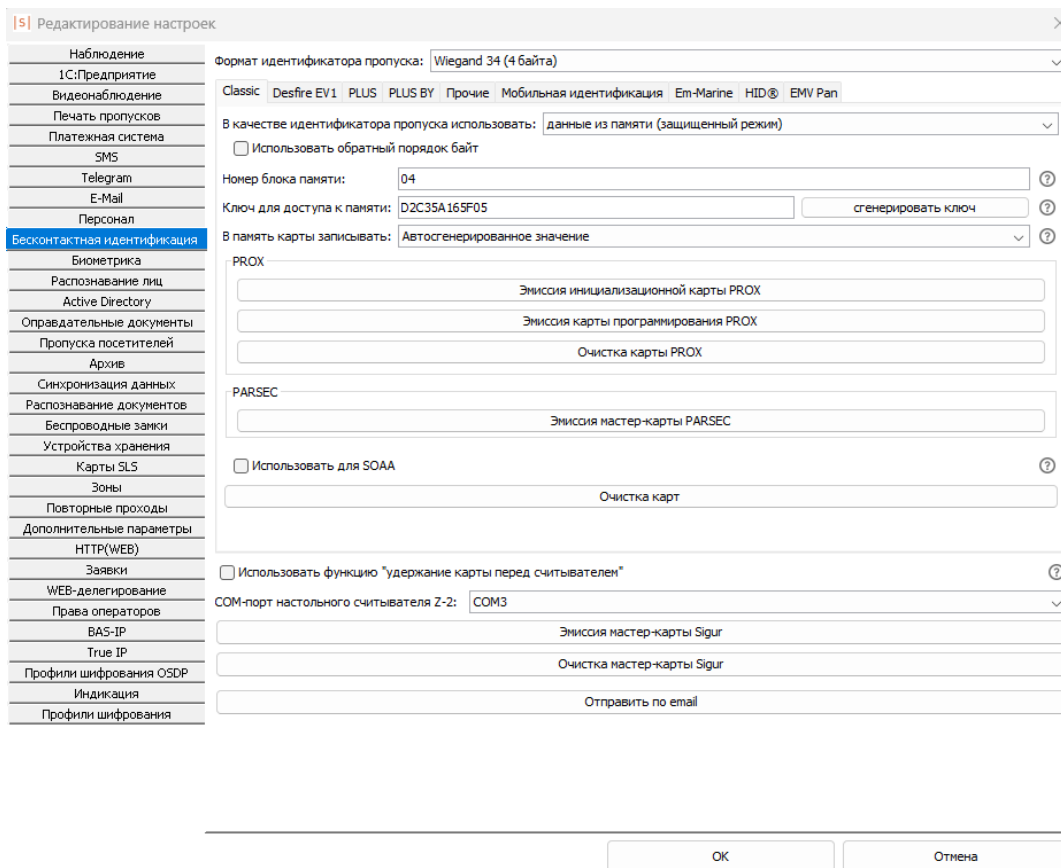 |S| Редактирование настроек
Наблюдение
1С:Предприятие
Видеонаблюдение
Печать пропусков
Платежная система
SMS
Telegram
E-Mail
Персонал
Бесконтактная идентификация
Биометрика
Распознавание лиц
Active Directory
Оправдательные документы
Пропуска посетителей
Архив
Синхронизация данных
Распознавание документов
Беспроводные замки
Устройства хранения
Карты SLS
Зоны
Повторные проходы
Дополнительные параметры
HTTP(WEB)
Заявки
WEB-делегирование
Права операторов
BAS-IP
True IP
Профили шифрования OSDP
Индикация
Профили шифрования
Формат идентификатора пропуска: Wiegand 34 (4 байта)
Classic Desfire EV1 PLUS PLUS BY Прочие Мобильная идентификация Em-Marine HID® EMV Pan
В качестве идентификатора пропуска использовать: данные из памяти (защищенный режим)
Использовать обратный порядок байт
Номер блока памяти: 04 ?
Ключ для доступа к памяти: D2C35A165F05 сгенерировать ключ ?
В память карты записывать: Автосгенерированное значение ?
PROX
Эмиссия инициализационной карты PROX
Эмиссия карты программирования PROX
Очистка карты PROX
PARSEC
Эмиссия мастер-карты PARSEC
Использовать для SOAA ?
Очистка карт
Использовать функцию "удержание карты перед считывателем" ?
COM-порт настольного считывателя Z-2: COM3
Эмиссия мастер-карты Sigur
Очистка мастер-карты Sigur
Отправить по email
OK Отмена